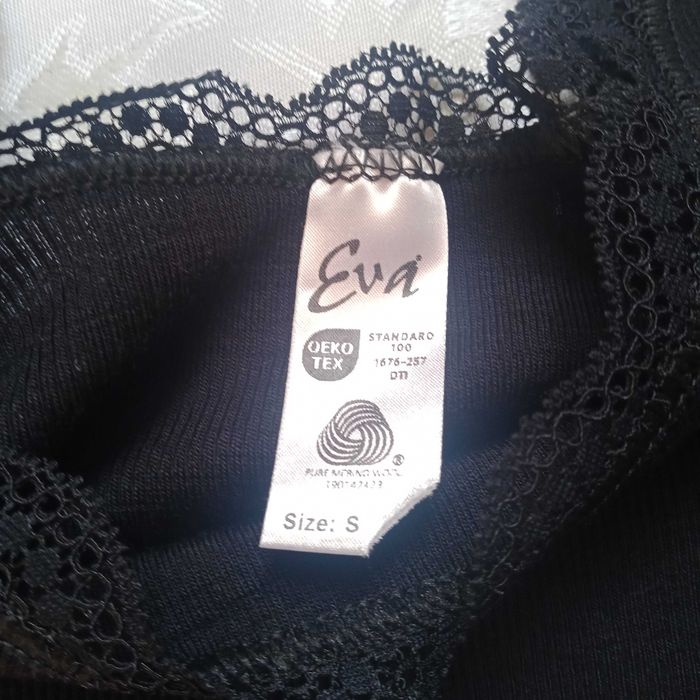 Eva
OEKO
TEX
STANDARD
100
1676-257
DTI
PURE MERINO WOOL
®
Size: S